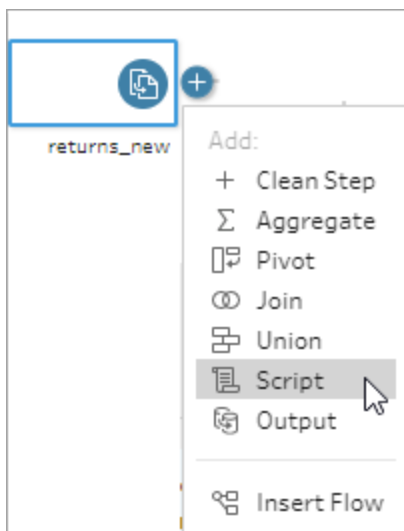 returns_new
Add:
Clean Step
Aggregate
Pivot
Join
Union
Script
Output
Insert Flow